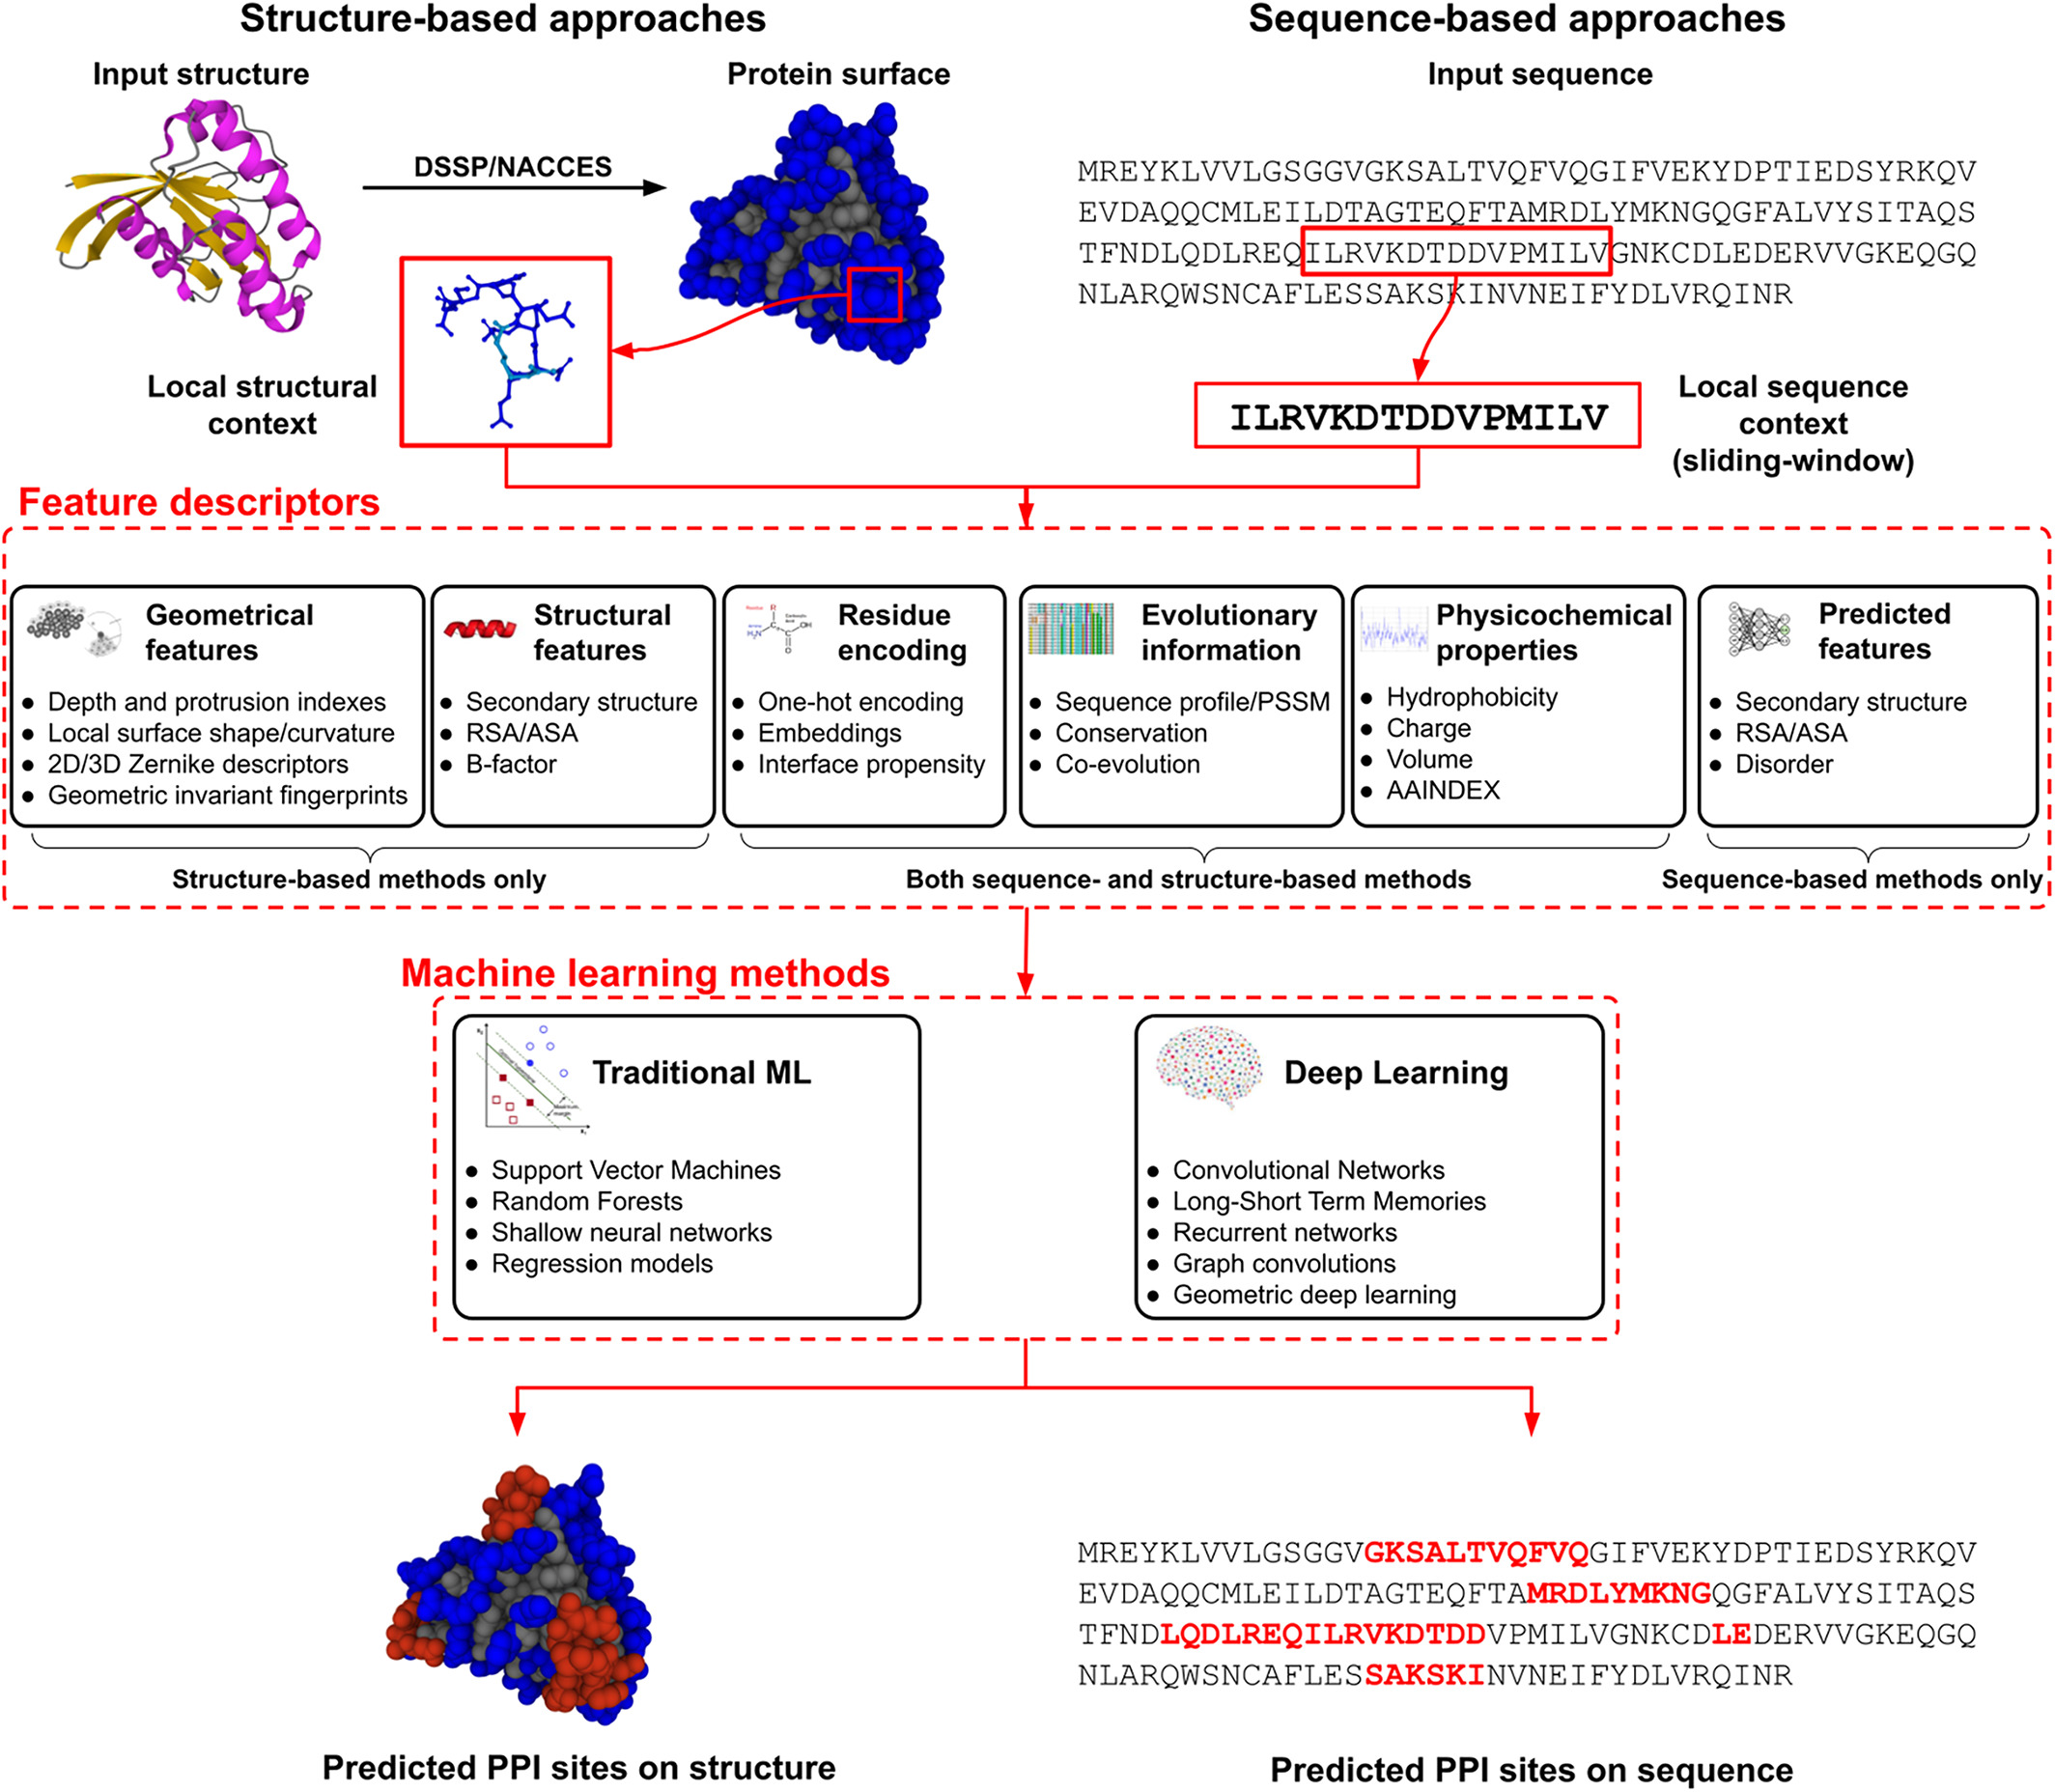 Structure-based approaches
Sequence-based approaches
Input structure
Protein surface
Input sequence
DSSP/NACCES
MREYKLVVLGSGGVGKSALTVQFVQGIFVEKYDPTIEDSYRKQV
EVDAQQCMLEILDTAGTEQFTAMRDLYMKNGQGFALVYSITAQS
TFNDLQDLREQILRVKDTDDVPMILVGNKCDLEDERVVGKEQGQ
NLARQWSNCAFLESSAKSKINVNEIFYDLVRQINR
Local structural
context
ILRVKDTDDVPMILV
Local sequence
context
(sliding-window)
Feature descriptors
Geometrical
features
● Depth and protrusion indexes
● Local surface shape/curvature
● 2D/3D Zernike descriptors
● Geometric invariant fingerprints
Structural
features
● Secondary structure
● RSA/ASA
● B-factor
Residue
R
C
OH
H₂N
O
Residue
encoding
● One-hot encoding
● Embeddings
● Interface propensity
Evolutionary
information
● Sequence profile/PSSM
● Conservation
● Co-evolution
Physicochemical
properties
● Hydrophobicity
● Charge
● Volume
● AAINDEX
Predicted
features
● Secondary structure
● RSA/ASA
● Disorder
Structure-based methods only
Both sequence- and structure-based methods
Sequence-based methods only
Machine learning methods
Traditional ML
● Support Vector Machines
● Random Forests
● Shallow neural networks
● Regression models
Deep Learning
● Convolutional Networks
● Long-Short Term Memories
● Recurrent networks
● Graph convolutions
● Geometric deep learning
MREYKLVVLGSGGVGKSALTVQFVQGIFVEKYDPTIEDSYRKQV
EVDAQQCMLEILDTAGTEQFTAMRDLYMKNGQGFALVYSITAQS
TFNDLQDLREQILRVKDTDDVPMILVGNKCDLEDERVVGKEQGQ
NLARQWSNCAFLESSAKSKINVNEIFYDLVRQINR
Predicted PPI sites on structure
Predicted PPI sites on sequence